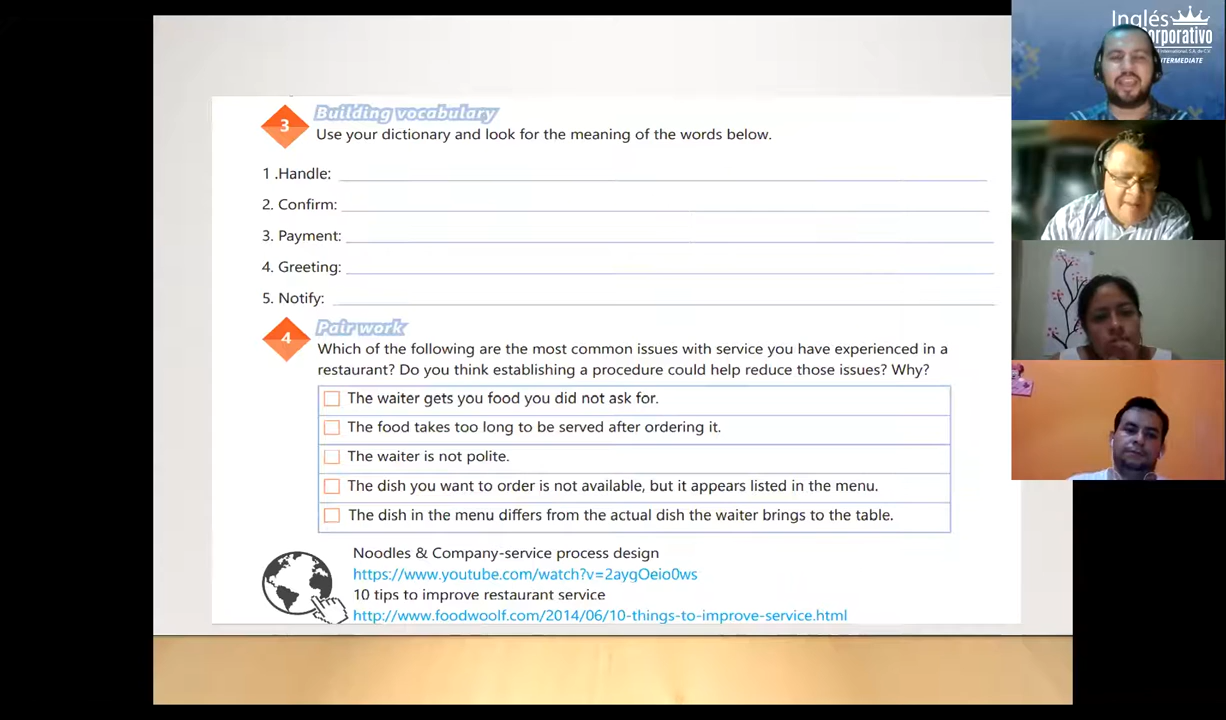 Building vocabulary
3
Use your dictionary and look for the meaning of the words below.
1 .Handle:
2. Confirm:
3. Payment:
4. Greeting:
5. Notify:
Pair work
4
Which of the following are the most common issues with service you have experienced in a
restaurant? Do you think establishing a procedure could help reduce those issues? Why?
The waiter gets you food you did not ask for.
The food takes too long to be served after ordering it.
The waiter is not polite.
The dish you want to order is not available, but it appears listed in the menu.
The dish in the menu differs from the actual dish the waiter brings to the table.
Noodles & Company-service process design
https://www.youtube.com/watch?v=2aygOeio0ws
10 tips to improve restaurant service
http://www.foodwoolf.com/2014/06/10-things-to-improve-service.html
Inglés
orporativo
International S.A. de C.V.
TERMEDIATE